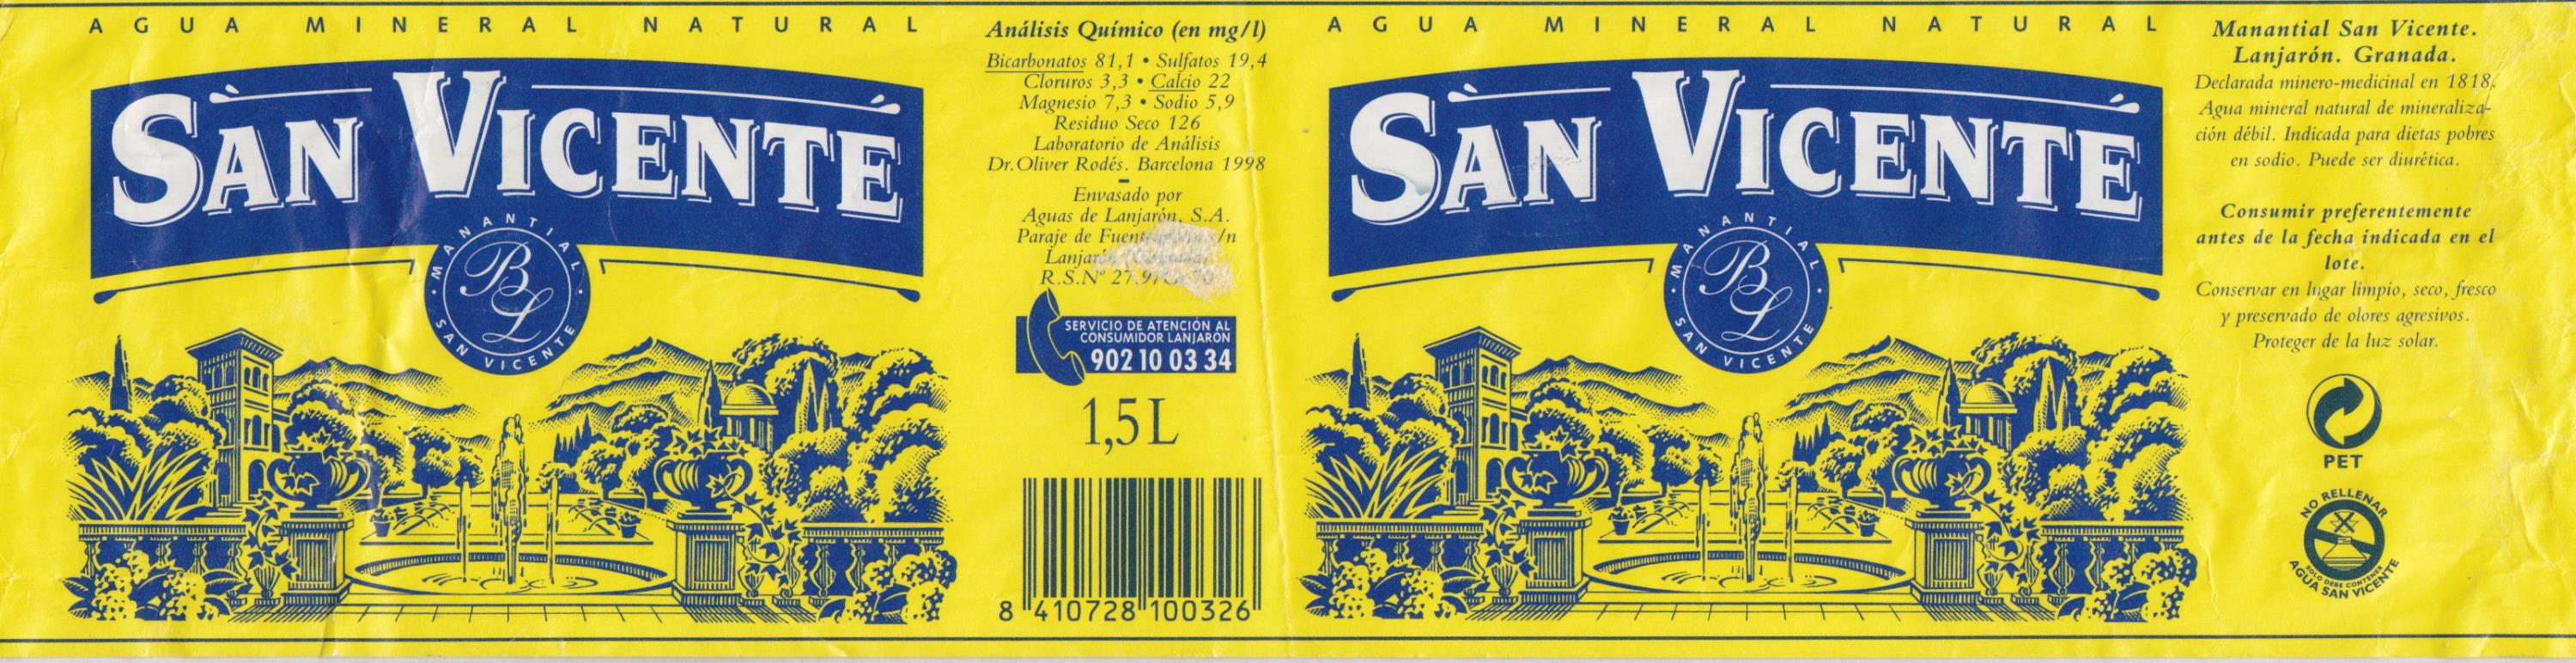 AGUA MINERAL NATURAL
SAN VICENTE
MANANTIAL
BL
SAN VICENTE
Análisis Químico (en mg/l)
Bicarbonatos 81,1 • Sulfatos 19,4
Cloruros 3,3 • Calcio 22
Magnesio 7,3 • Sodio 5,9
Residuo Seco 126
Laboratorio de Análisis
Dr. Oliver Rodés. Barcelona 1998
Envasado por
Aguas de Lanjarón, S.A.
Paraje de
Lanjarón
R.S.Nº
SERVICIO DE ATENCIÓN AL
CONSUMIDOR LANJARÓN
902 10 03 34
1,5 L
8 410728 100326
AGUA MINERAL NATURAL
SAN VICENTE
MANANTIAL
BL
SAN VICENTE
Manantial San Vicente.
Lanjarón. Granada.
Declarada minero-medicinal en 1818.
Agua mineral natural de mineraliza-
ción débil. Indicada para dietas pobres
en sodio. Puede ser diurética.
Consumir preferentemente
antes de la fecha indicada en el
lote.
Conservar en lugar limpio, seco, fresco
y preservado de olores agresivos.
Proteger de la luz solar.
PET
NO RELLENAR
SOLO DEBE CONTENER
AGUA SAN VICENTE